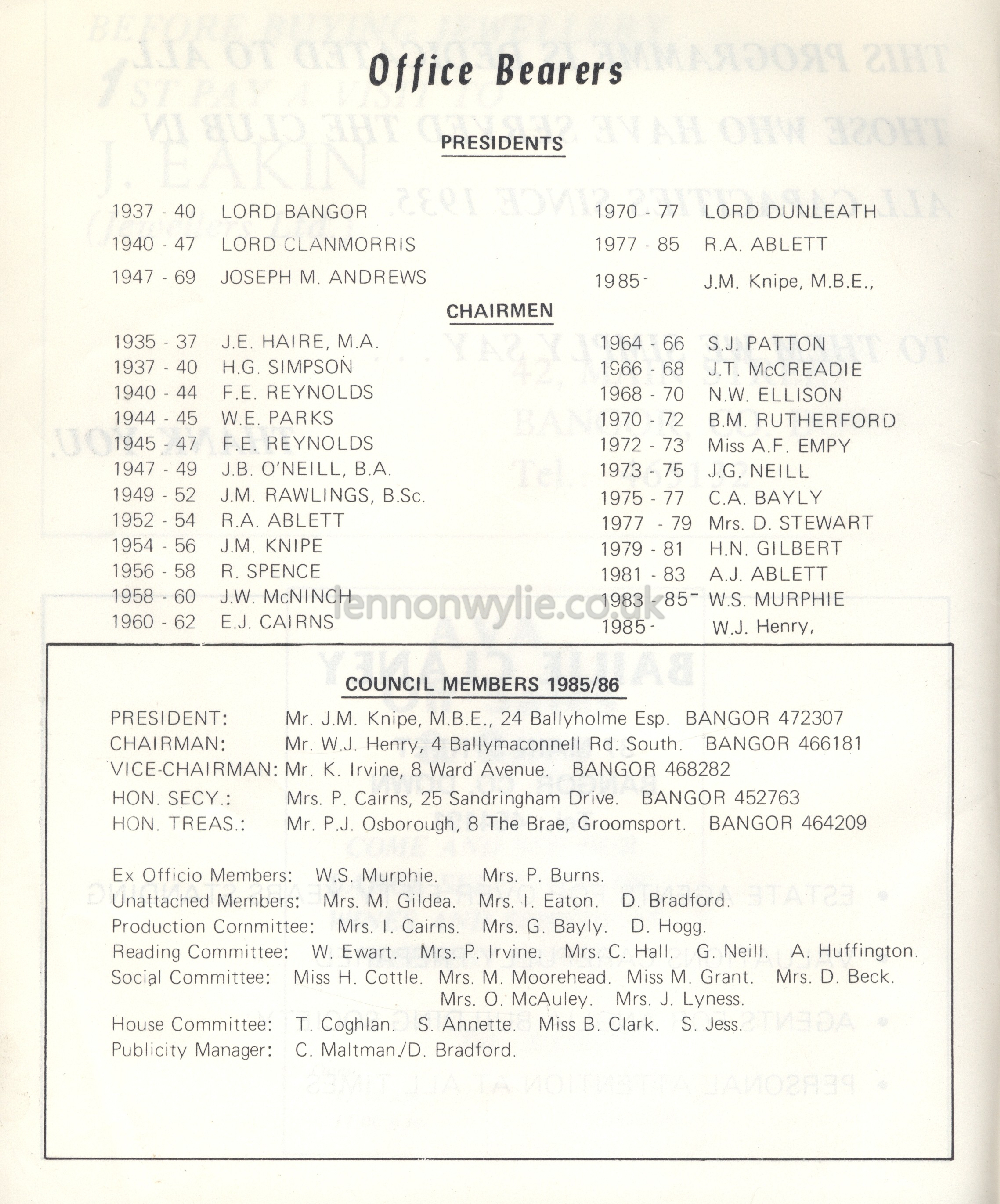 Office Bearers
PRESIDENTS
1937 - 40 LORD BANGOR
1940 - 47 LORD CLANMORRIS
1947 - 69 JOSEPH M. ANDREWS
1970 - 77 LORD DUNLEATH
1977 - 85 R.A. ABLETT
1985- J.M. Knipe, M.B.E.,
CHAIRMEN
1935 - 37 J.E. HAIRE, M.A.
1937 - 40 H.G. SIMPSON
1940 - 44 F.E. REYNOLDS
1944 - 45 W.E. PARKS
1945 - 47 F.E. REYNOLDS
1947 - 49 J.B. O'NEILL, B.A.
1949 - 52 J.M. RAWLINGS, B.Sc.
1952 - 54 R.A. ABLETT
1954 - 56 J.M. KNIPE
1956 - 58 R. SPENCE
1958 - 60 J.W. McNINCH
1960 - 62 E.J. CAIRNS
1964 - 66 S.J. PATTON
1966 - 68 J.T. McCREADIE
1968 - 70 N.W. ELLISON
1970 - 72 B.M. RUTHERFORD
1972 - 73 Miss A.F. EMPY
1973 - 75 J.G. NEILL
1975 - 77 C.A. BAYLY
1977 - 79 Mrs. D. STEWART
1979 - 81 H.N. GILBERT
1981 - 83 A.J. ABLETT
1983 - 85- W.S. MURPHIE
1985- W.J. Henry,
lennonwylie.co.uk
COUNCIL MEMBERS 1985/86
PRESIDENT: Mr. J.M. Knipe, M.B.E., 24 Ballyholme Esp. BANGOR 472307
CHAIRMAN: Mr. W.J. Henry, 4 Ballymaconnell Rd. South. BANGOR 466181
VICE-CHAIRMAN: Mr. K. Irvine, 8 Ward Avenue. BANGOR 468282
HON. SECY.: Mrs. P. Cairns, 25 Sandringham Drive. BANGOR 452763
HON. TREAS.: Mr. P.J. Osborough, 8 The Brae, Groomsport. BANGOR 464209
Ex Officio Members: W.S. Murphie. Mrs. P. Burns.
Unattached Members: Mrs. M. Gildea. Mrs. I. Eaton. D. Bradford.
Production Committee: Mrs. I. Cairns. Mrs. G. Bayly. D. Hogg.
Reading Committee: W. Ewart. Mrs. P. Irvine. Mrs. C. Hall. G. Neill. A. Huffington.
Social Committee: Miss H. Cottle. Mrs. M. Moorehead. Miss M. Grant. Mrs. D. Beck.
Mrs. O. McAuley. Mrs. J. Lyness.
House Committee: T. Coghlan. S. Annette. Miss B. Clark. S. Jess.
Publicity Manager: C. Maltman./D. Bradford.